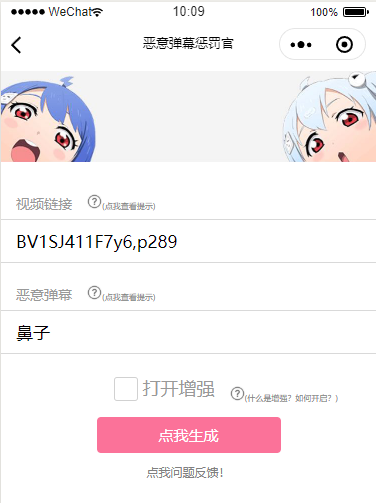 WeChat 10:09 100%
恶意弹幕惩罚官
视频链接 (点我查看提示)
BV1SJ411F7y6,p289
恶意弹幕 (点我查看提示)
鼻子
打开增强 (什么是增强？如何开启？)
点我生成
点我问题反馈！